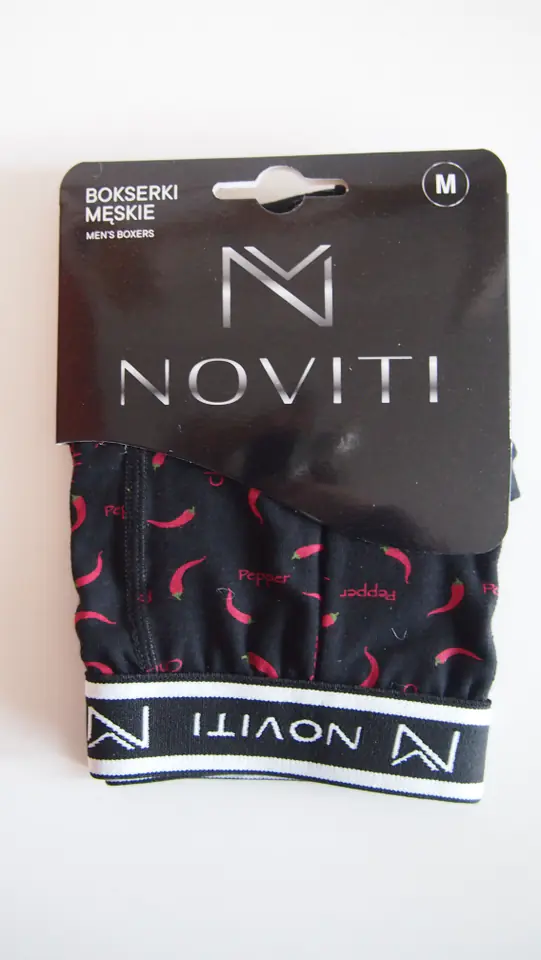 BOKSERKI
MĘSKIE
MEN'S BOXERS
M
NOVITI
Pepper
Pepper
NOVITI